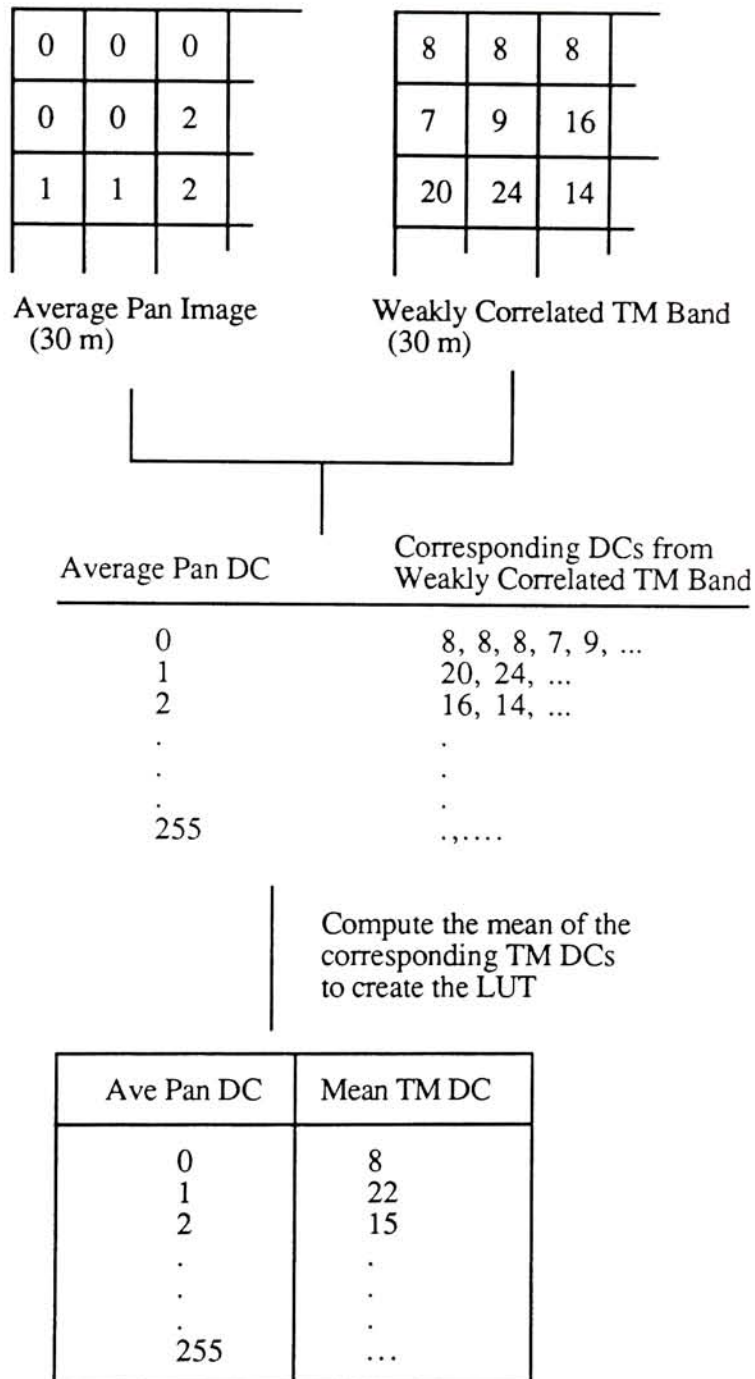 0 0 0
0 0 2
1 1 2
8 8 8
7 9 16
20 24 14
Average Pan Image
(30 m)
Weakly Correlated TM Band
(30 m)
Average Pan DC
Corresponding DCs from
Weakly Correlated TM Band
0 8, 8, 8, 7, 9, ...
1 20, 24, ...
2 16, 14, ...
. .
. .
. .
255 .,....
Compute the mean of the
corresponding TM DCs
to create the LUT
Ave Pan DC Mean TM DC
0 8
1 22
2 15
. .
. .
. .
255 ...